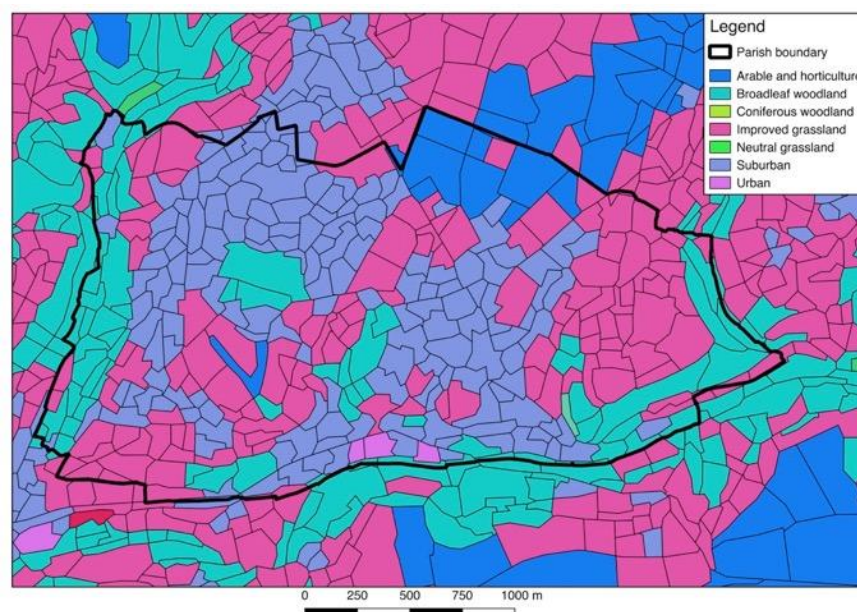 Legend
Parish boundary
Arable and horticulture
Broadleaf woodland
Coniferous woodland
Improved grassland
Neutral grassland
Suburban
Urban
0 250 500 750 1000 m